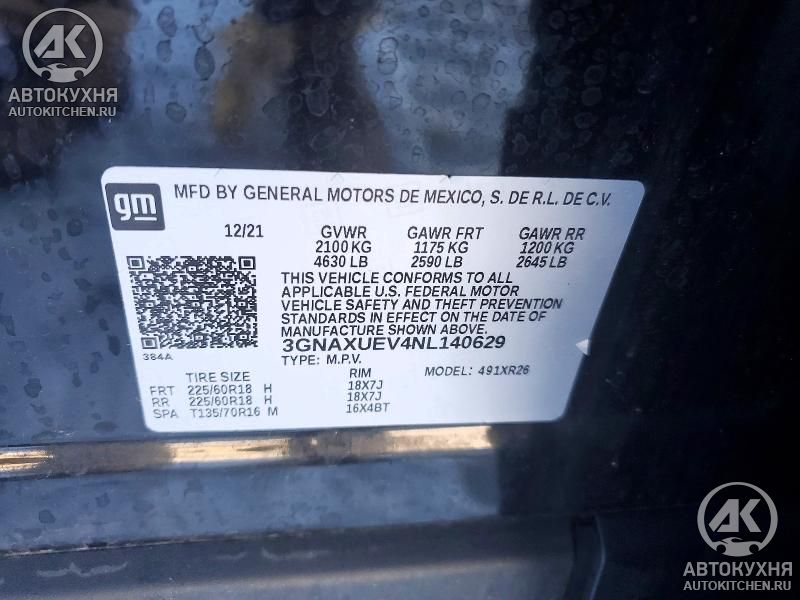 АК
АВТОКУХНЯ
AUTOKITCHEN.RU
gm
MFD BY GENERAL MOTORS DE MEXICO, S. DE R.L. DE C.V.
12/21 GVWR GAWR FRT GAWR RR
2100 KG 1175 KG 1200 KG
4630 LB 2590 LB 2645 LB
THIS VEHICLE CONFORMS TO ALL
APPLICABLE U.S. FEDERAL MOTOR
VEHICLE SAFETY AND THEFT PREVENTION
STANDARDS IN EFFECT ON THE DATE OF
MANUFACTURE SHOWN ABOVE.
384A
3GNAXUEV4NL140629
TYPE: M.P.V. MODEL: 491XR26
TIRE SIZE RIM
FRT 225/60R18 H 18X7J
RR 225/60R18 H 18X7J
SPA T135/70R16 M 16X4BT
АК
АВТОКУХНЯ
AUTOKITCHEN.RU